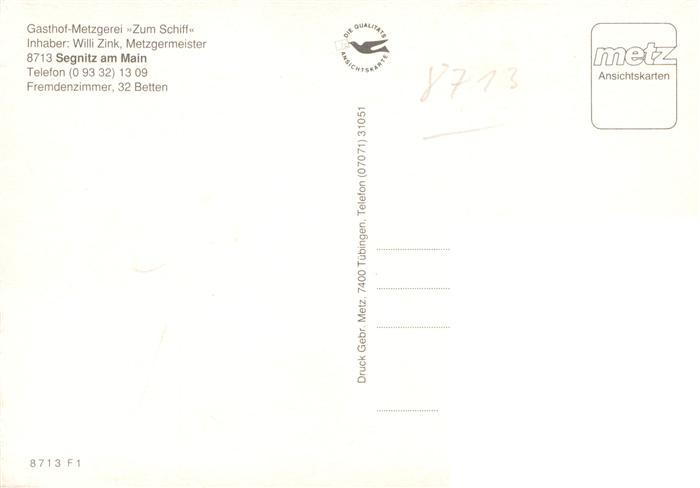 Gasthof-Metzgerei »Zum Schiff«
Inhaber: Willi Zink, Metzgermeister
8713 Segnitz am Main
Telefon (0 93 32) 13 09
Fremdenzimmer, 32 Betten
DIE QUALITÄTS
ANSICHTSKARTE
8713
metz
Ansichtskarten
Druck Gebr. Metz, 7400 Tübingen, Telefon (07071) 31051
8713 F1